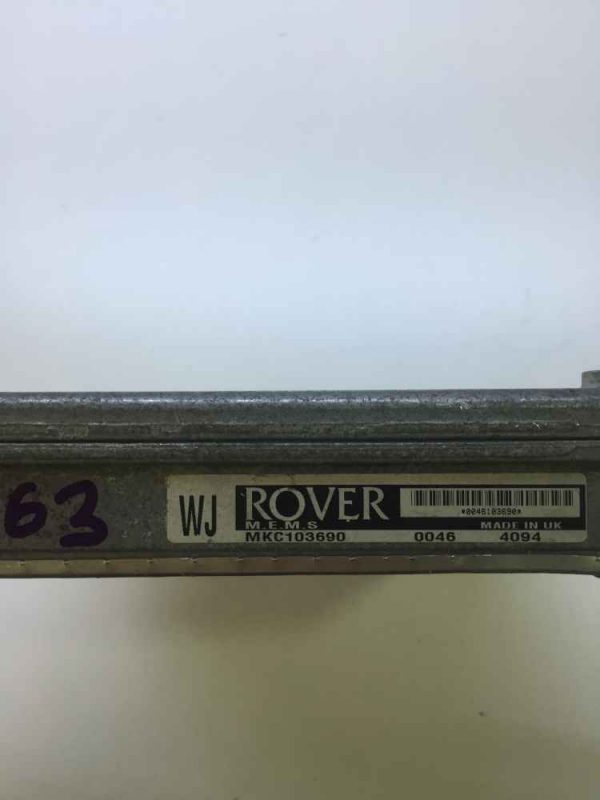 63
WJ
ROVER
M.E.M.S
*0046103690*
MADE IN UK
MKC103690 0046 4094